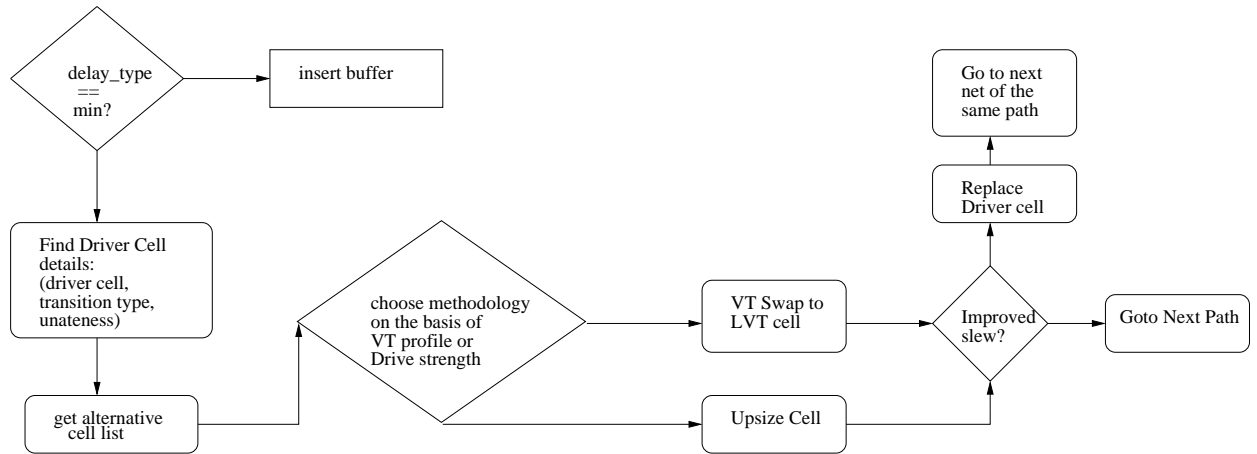 delay_type
==
min?
insert buffer
Find Driver Cell
details:
(driver cell,
transition type,
unateness)
get alternative
cell list
choose methodology
on the basis of
VT profile or
Drive strength
VT Swap to
LVT cell
Upsize Cell
Improved
slew?
Replace
Driver cell
Go to next
net of the
same path
Goto Next Path